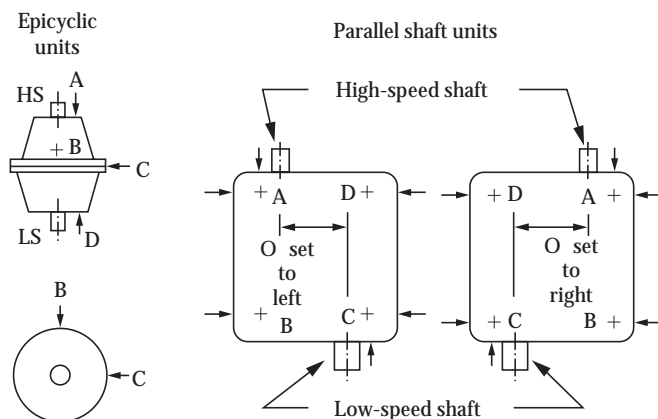 Epicyclic
units
A
HS
B
C
LS
D
B
C
Parallel shaft units
High-speed shaft
A
D
O set
to
left
B
C
D
A
O set
to
right
C
B
Low-speed shaft